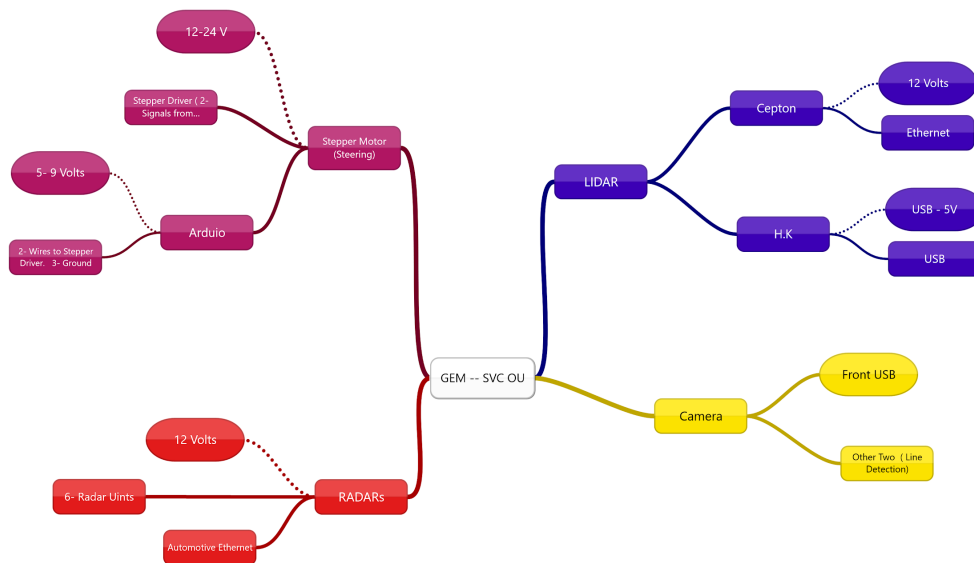 12-24 V
Stepper Driver ( 2-
Signals from...
Stepper Motor
(Steering)
5- 9 Volts
Arduio
2- Wires to Stepper
Driver.   3- Ground
12 Volts
Cepton
Ethernet
LIDAR
USB - 5V
H.K
USB
GEM -- SVC OU
Front USB
Camera
Other Two  ( Line
Detection)
12 Volts
6- Radar Uints
RADARs
Automotive Ethernet